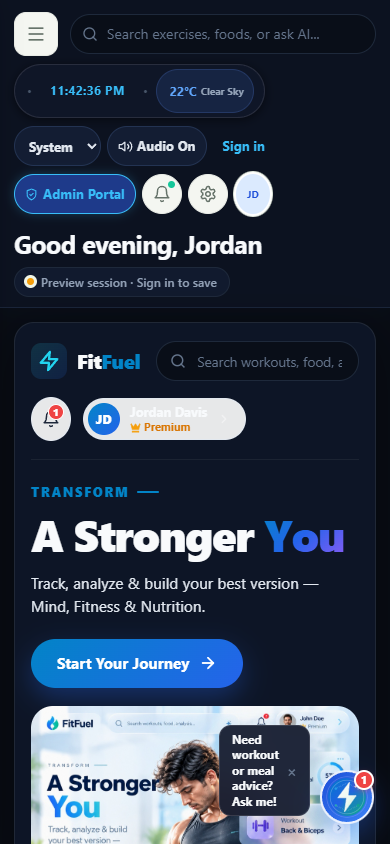 Search exercises, foods, or ask AI...
11:42:36 PM
22°C Clear Sky
System
Audio On
Sign in
Admin Portal
JD
Good evening, Jordan
Preview session · Sign in to save
FitFuel
Search workouts, food, a
1
JD
Jordan Davis
Premium
TRANSFORM
A Stronger You
Track, analyze & build your best version —
Mind, Fitness & Nutrition.
Start Your Journey
FitFuel
John Doe
TRANSFORM
A Stronger
You
Track, analyze & build
your best version —
Need
workout
or meal
advice?
Ask me!
1
Workout
Back & Biceps